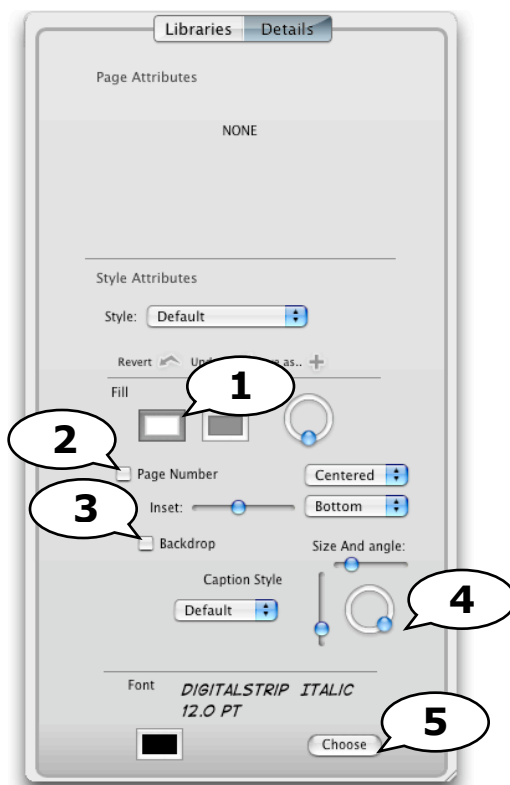 Libraries Details
Page Attributes
NONE
Style Attributes
Style: Default
Revert as.. +
Fill 1
2 Page Number Centered
3 Inset: Bottom
Backdrop Size And angle:
Caption Style
Default 4
Font DIGITALSTRIP ITALIC
12.0 PT
5
Choose